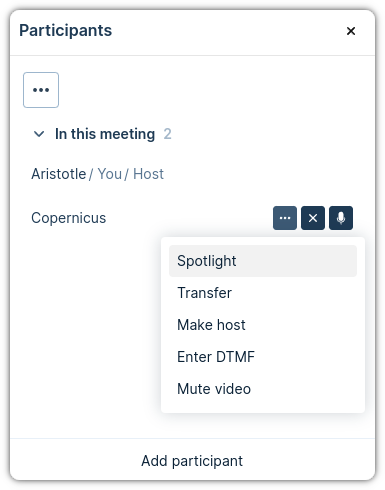 Participants
In this meeting 2
Aristotle / You / Host
Copernicus
Spotlight
Transfer
Make host
Enter DTMF
Mute video
Add participant